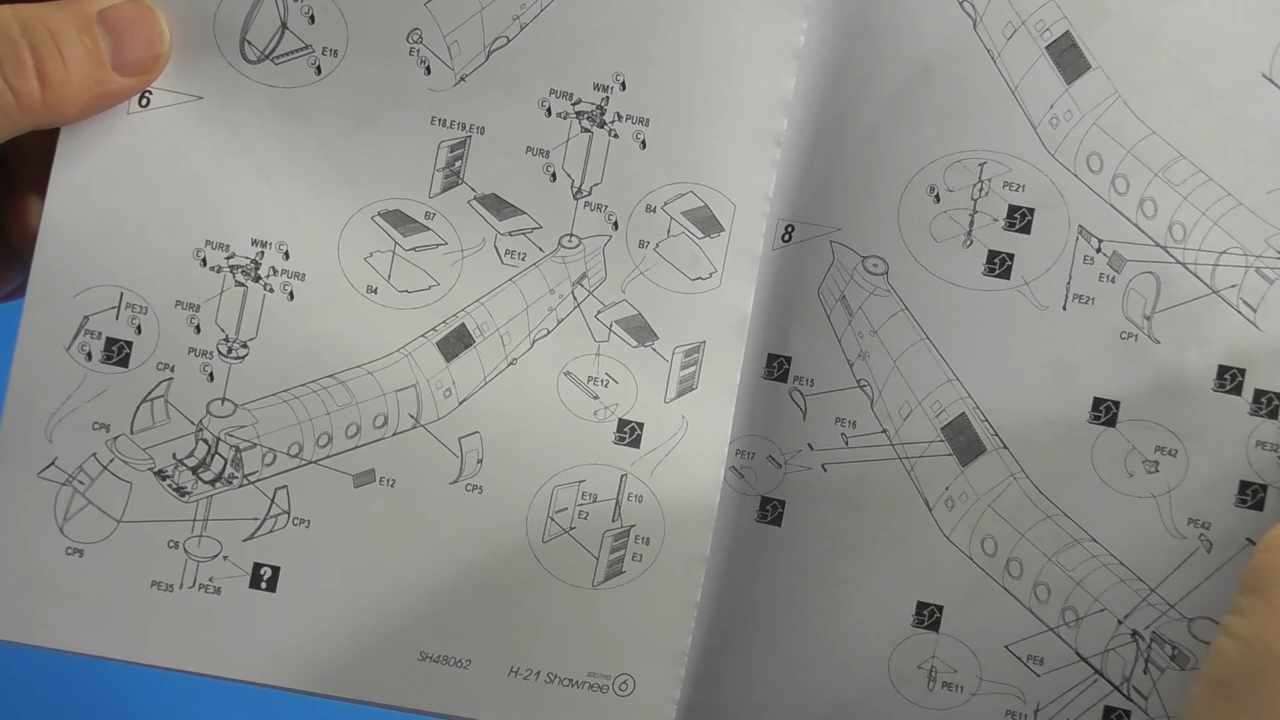 J
E16
J
E1
H
6
C
WM1
PUR8
C
PUR8
C
E18,E19,E10
PUR8
C
PUR7
C
B7
B4
PE12
B4
B7
WM1
C
PUR8
C
PUR8
C
PUR8
C
PUR5
C
PE33
C
PE8
C
CP4
CP6
PE12
E12
CP5
CP3
CP9
C6
PE35
PE36
?
E19
E2
E10
E18
E3
SH48062
H-21 Shawnee
6
8
B
PE21
E5
E14
PE21
CP1
PE15
PE16
PE17
PE42
PE32
PE42
PE6
PE11
PE11